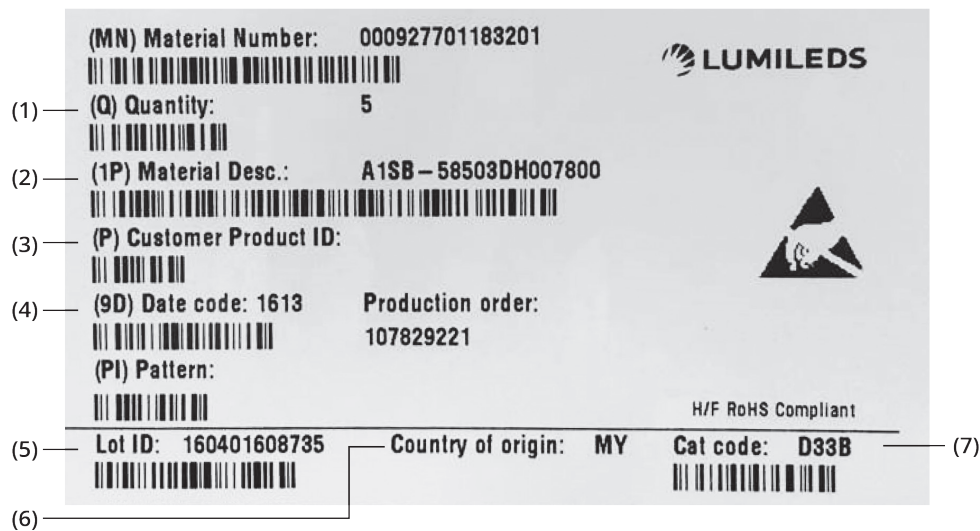 (MN) Material Number: 000927701183201
LUMILEDS
(1) (Q) Quantity: 5
(2) (1P) Material Desc.: A1SB-58503DH007800
(3) (P) Customer Product ID:
(4) (9D) Date code: 1613 Production order:
107829221
(PI) Pattern:
H/F RoHS Compliant
(5) Lot ID: 160401608735 Country of origin: MY Cat code: D33B (7)
(6)